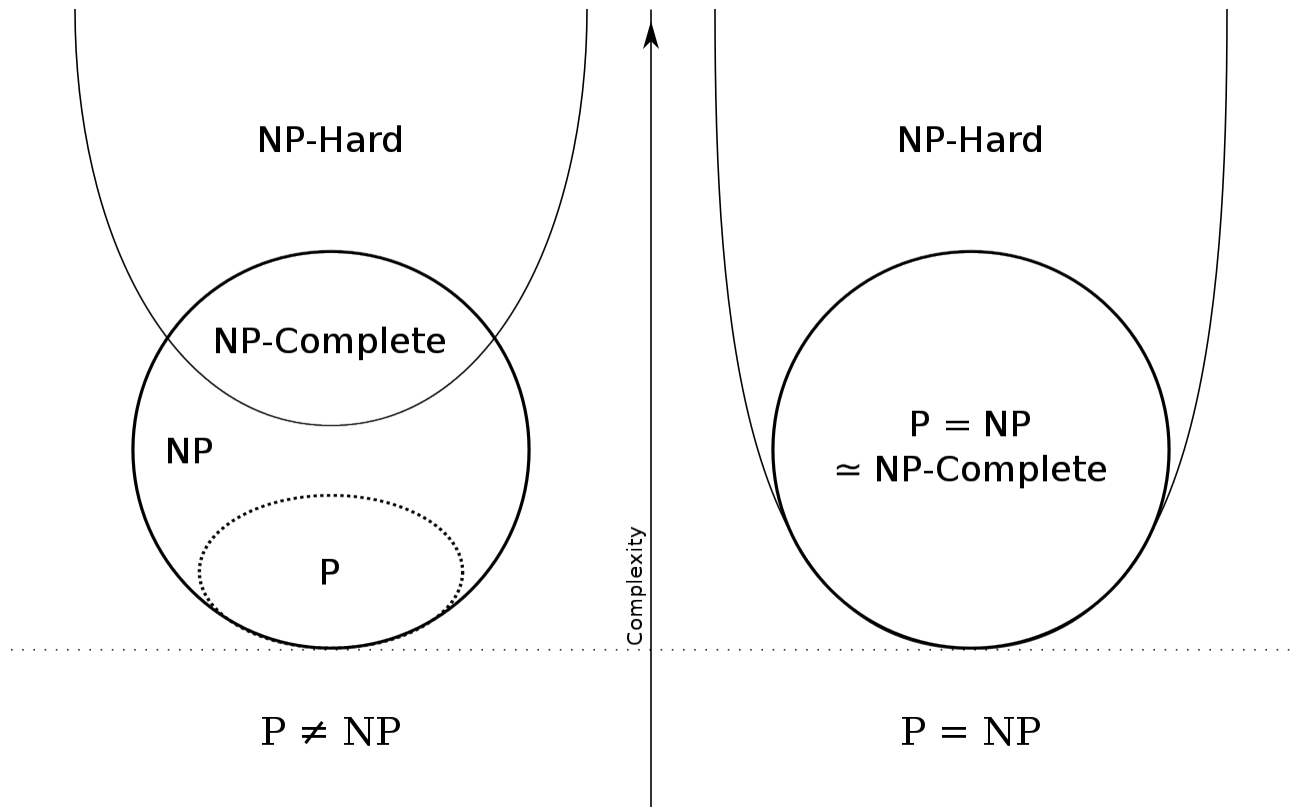 NP-Hard
NP-Complete
NP
P
P ≠ NP
Complexity
NP-Hard
P = NP
≃ NP-Complete
P = NP